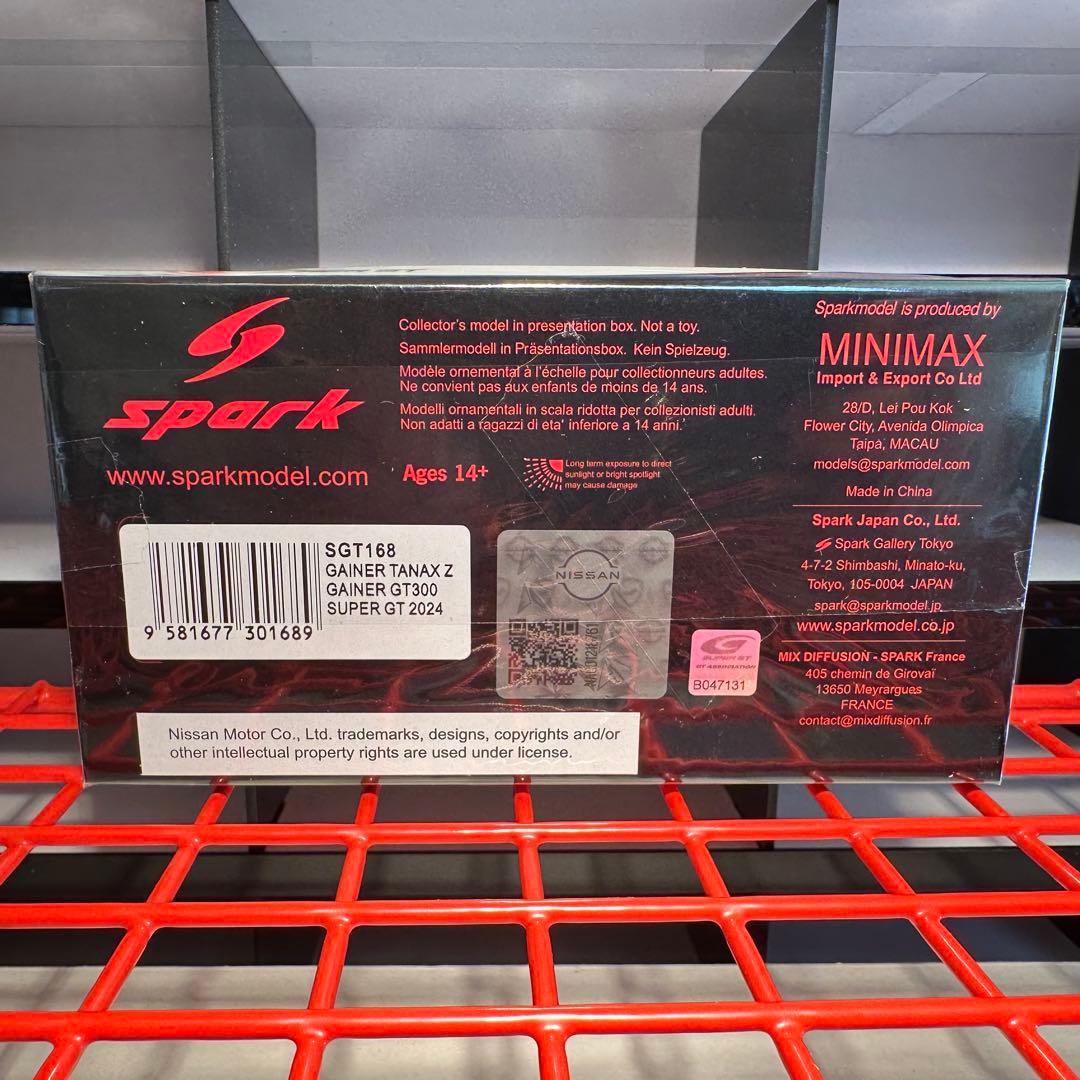 spark
www.sparkmodel.com
Collector's model in presentation box. Not a toy.
Sammlermodell in Präsentationsbox. Kein Spielzeug.
Modèle ornemental à l'échelle pour collectionneurs adultes.
Ne convient pas aux enfants de moins de 14 ans.
Modelli ornamentali in scala ridotta per collezionisti adulti.
Non adatti a ragazzi di eta' inferiore a 14 anni.
Ages 14+
Long term exposure to direct
sunlight or bright spotlight
may cause damage
Sparkmodel is produced by
MINIMAX
Import & Export Co Ltd
28/D, Lei Pou Kok
Flower City, Avenida Olimpica
Taipa, MACAU
models@sparkmodel.com
Made in China
Spark Japan Co., Ltd.
Spark Gallery Tokyo
4-7-2 Shimbashi, Minato-ku,
Tokyo, 105-0004 JAPAN
spark@sparkmodel.jp
www.sparkmodel.co.jp
MIX DIFFUSION - SPARK France
405 chemin de Girovai
13650 Meyrargues
FRANCE
contact@mixdiffusion.fr
SGT168
GAINER TANAX Z
GAINER GT300
SUPER GT 2024
9 581677 301689
NISSAN
SUPER GT
GT ASSOCIATION
B047131
Nissan Motor Co., Ltd. trademarks, designs, copyrights and/or
other intellectual property rights are used under license.